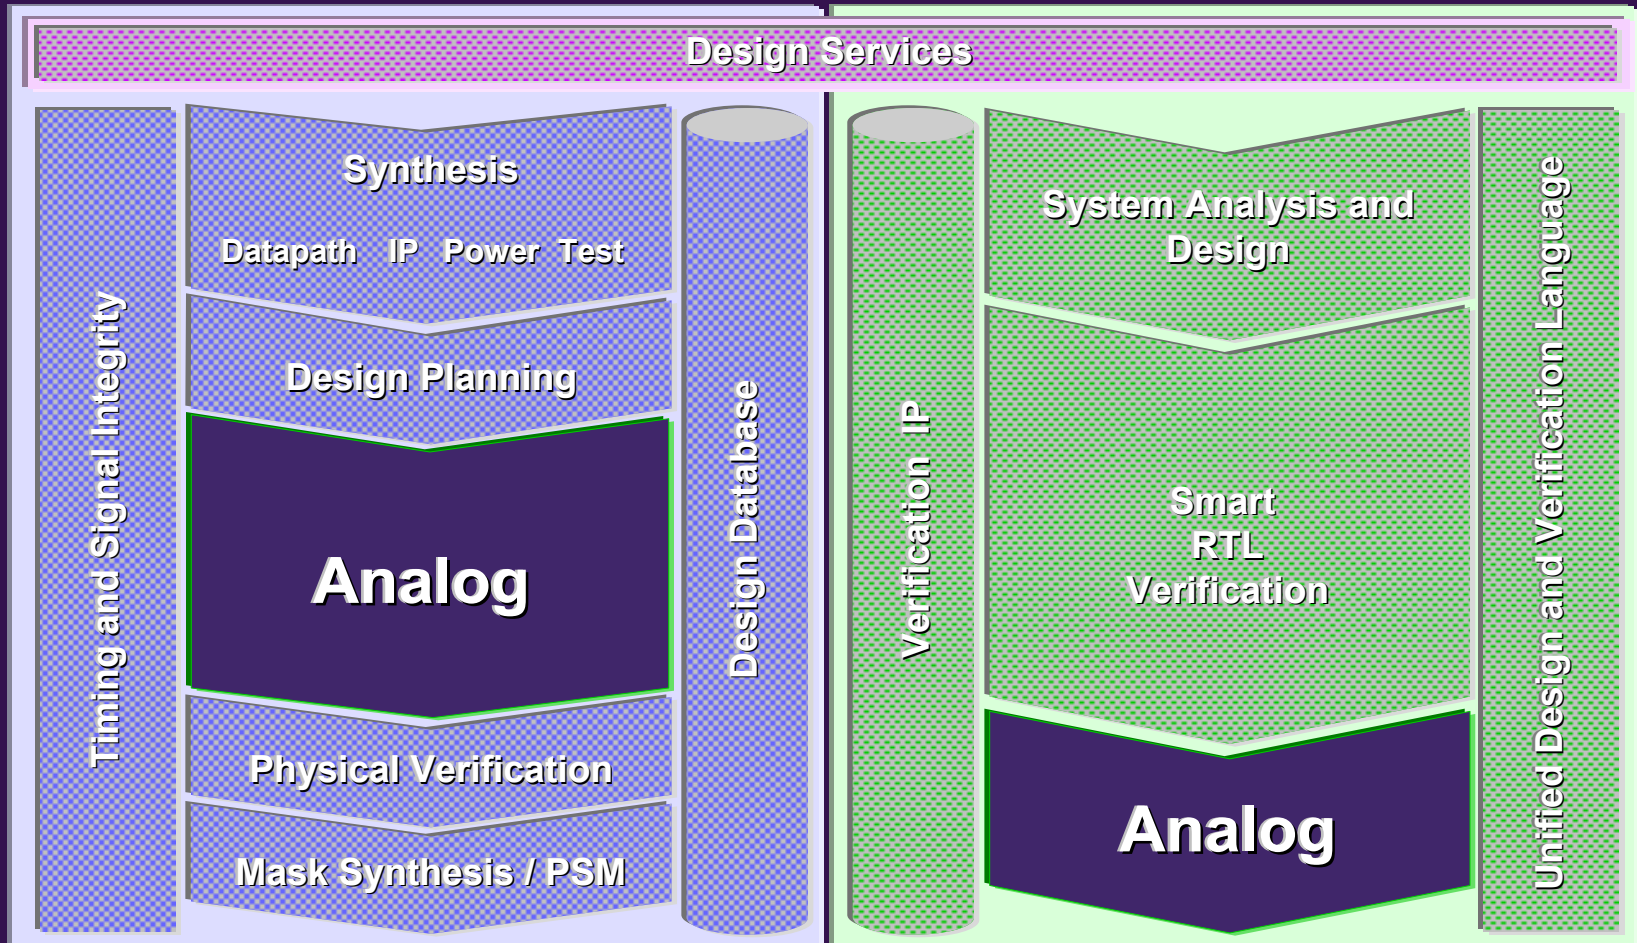 Design Services
Timing and Signal Integrity
Synthesis
Datapath IP Power Test
Design Planning
Analog
Physical Verification
Mask Synthesis / PSM
Design Database
Verification IP
System Analysis and
Design
Smart
RTL
Verification
Analog
Unified Design and Verification Language